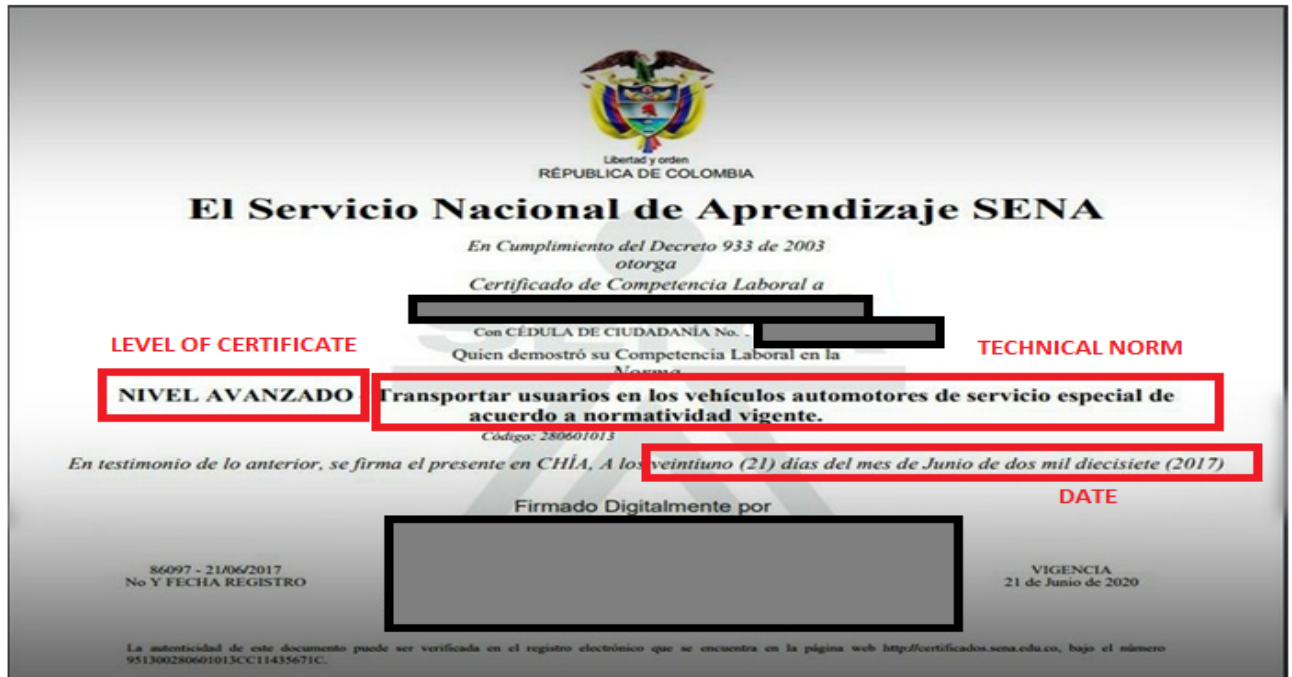 Libertad y orden
RÉPUBLICA DE COLOMBIA
El Servicio Nacional de Aprendizaje SENA
En Cumplimiento del Decreto 933 de 2003
otorga
Certificado de Competencia Laboral a
Con CÉDULA DE CIUDADANÍA No. .
LEVEL OF CERTIFICATE
Quien demostró su Competencia Laboral en la
TECHNICAL NORM
Norma
NIVEL AVANZADO - Transportar usuarios en los vehículos automotores de servicio especial de
acuerdo a normatividad vigente.
Código: 280601013
En testimonio de lo anterior, se firma el presente en CHÍA, A los veintiuno (21) días del mes de Junio de dos mil diecisiete (2017)
DATE
Firmado Digitalmente por
86097 - 21/06/2017
No Y FECHA REGISTRO
VIGENCIA
21 de Junio de 2020
La autenticidad de este documento puede ser verificada en el registro electrónico que se encuentra en la página web http://certificados.sena.edu.co, bajo el número
951300280601013CC11435671C.
SENA